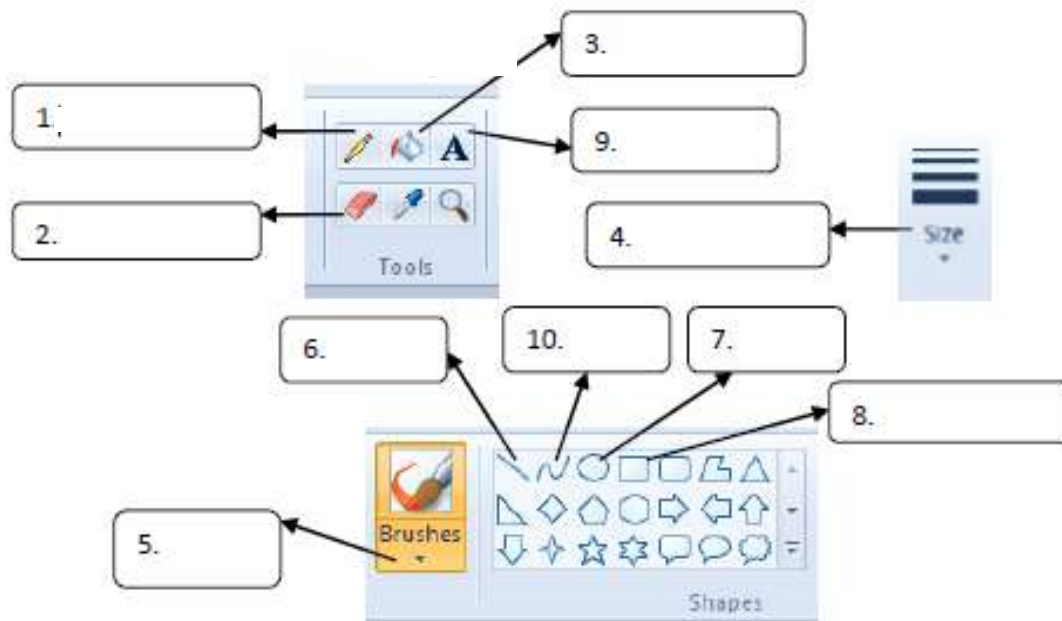 3.
1.
9.
A
2.
4.
Size
Tools
6.
10.
7.
8.
Brushes
5.
Shapes